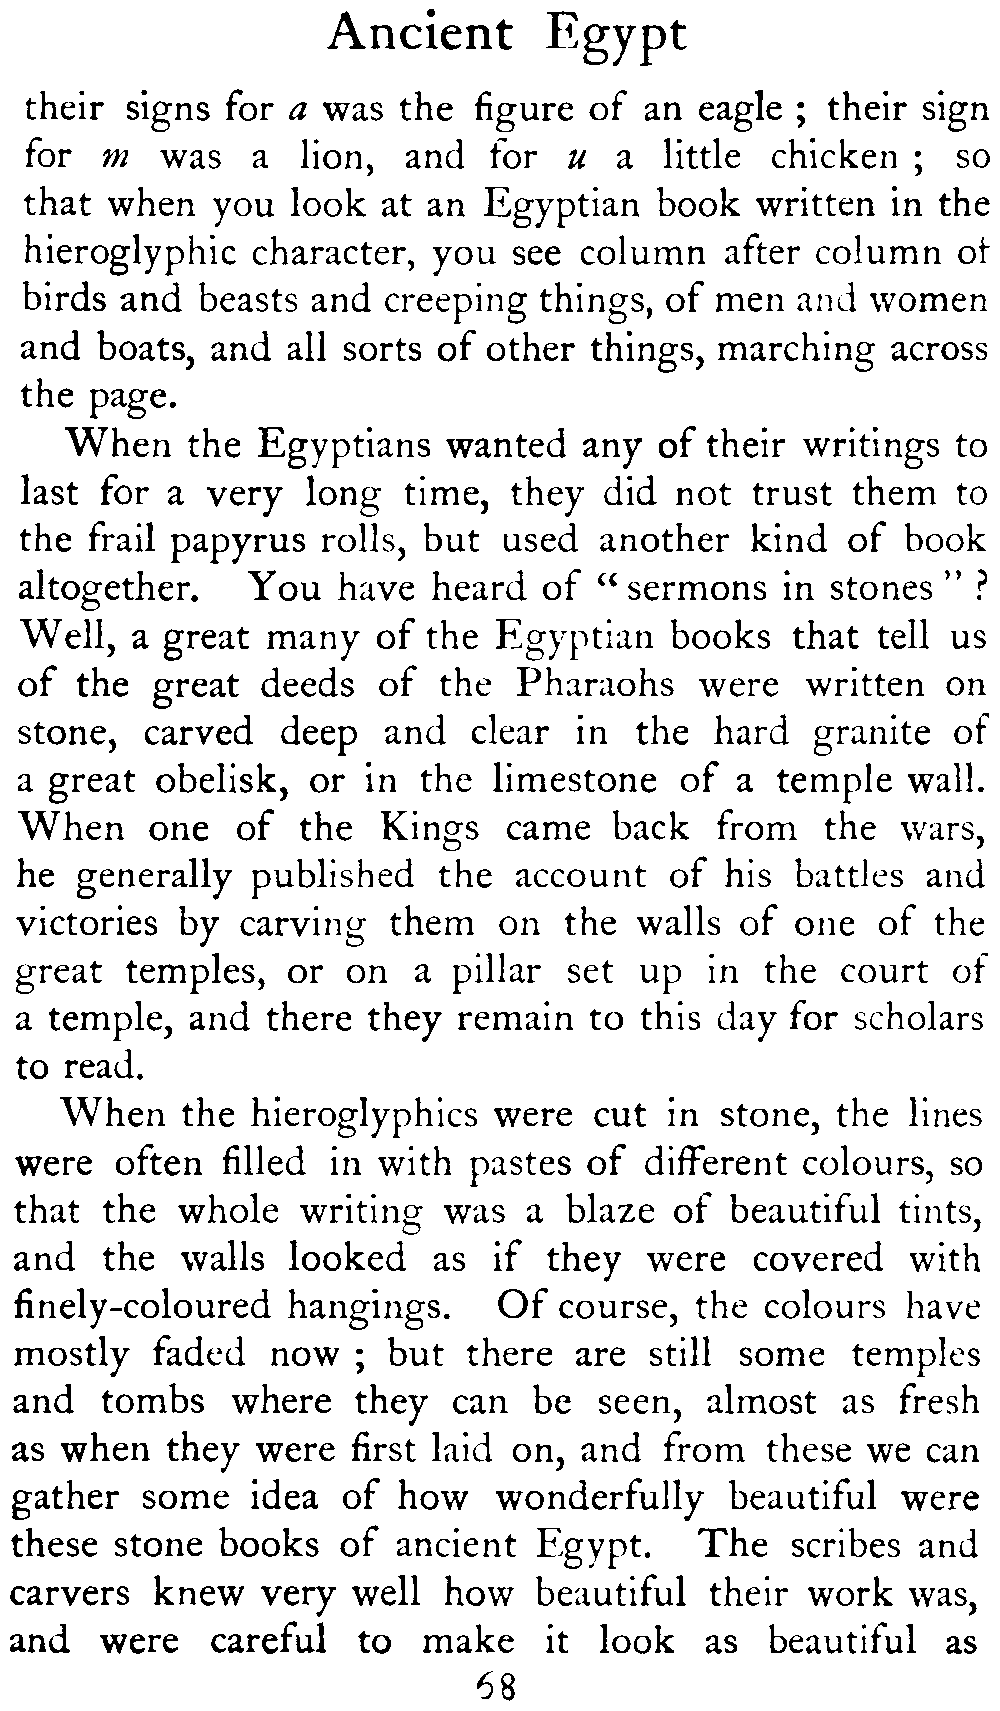 Ancient Egypt
their signs for a was the figure of an eagle ; their sign
for m was a lion, and for u a little chicken ; so
that when you look at an Egyptian book written in the
hieroglyphic character, you see column after column of
birds and beasts and creeping things, of men and women
and boats, and all sorts of other things, marching across
the page.
When the Egyptians wanted any of their writings to
last for a very long time, they did not trust them to
the frail papyrus rolls, but used another kind of book
altogether. You have heard of “ sermons in stones ” ?
Well, a great many of the Egyptian books that tell us
of the great deeds of the Pharaohs were written on
stone, carved deep and clear in the hard granite of
a great obelisk, or in the limestone of a temple wall.
When one of the Kings came back from the wars,
he generally published the account of his battles and
victories by carving them on the walls of one of the
great temples, or on a pillar set up in the court of
a temple, and there they remain to this day for scholars
to read.
When the hieroglyphics were cut in stone, the lines
were often filled in with pastes of different colours, so
that the whole writing was a blaze of beautiful tints,
and the walls looked as if they were covered with
finely-coloured hangings. Of course, the colours have
mostly faded now ; but there are still some temples
and tombs where they can be seen, almost as fresh
as when they were first laid on, and from these we can
gather some idea of how wonderfully beautiful were
these stone books of ancient Egypt. The scribes and
carvers knew very well how beautiful their work was,
and were careful to make it look as beautiful as
68